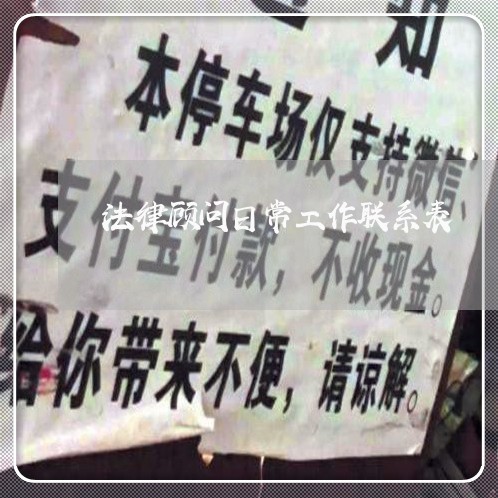 通知
本停车场仅支持微信、
法律顾问日常工作联系表
支付宝付款，不收现金。
给你带来不便，请谅解。